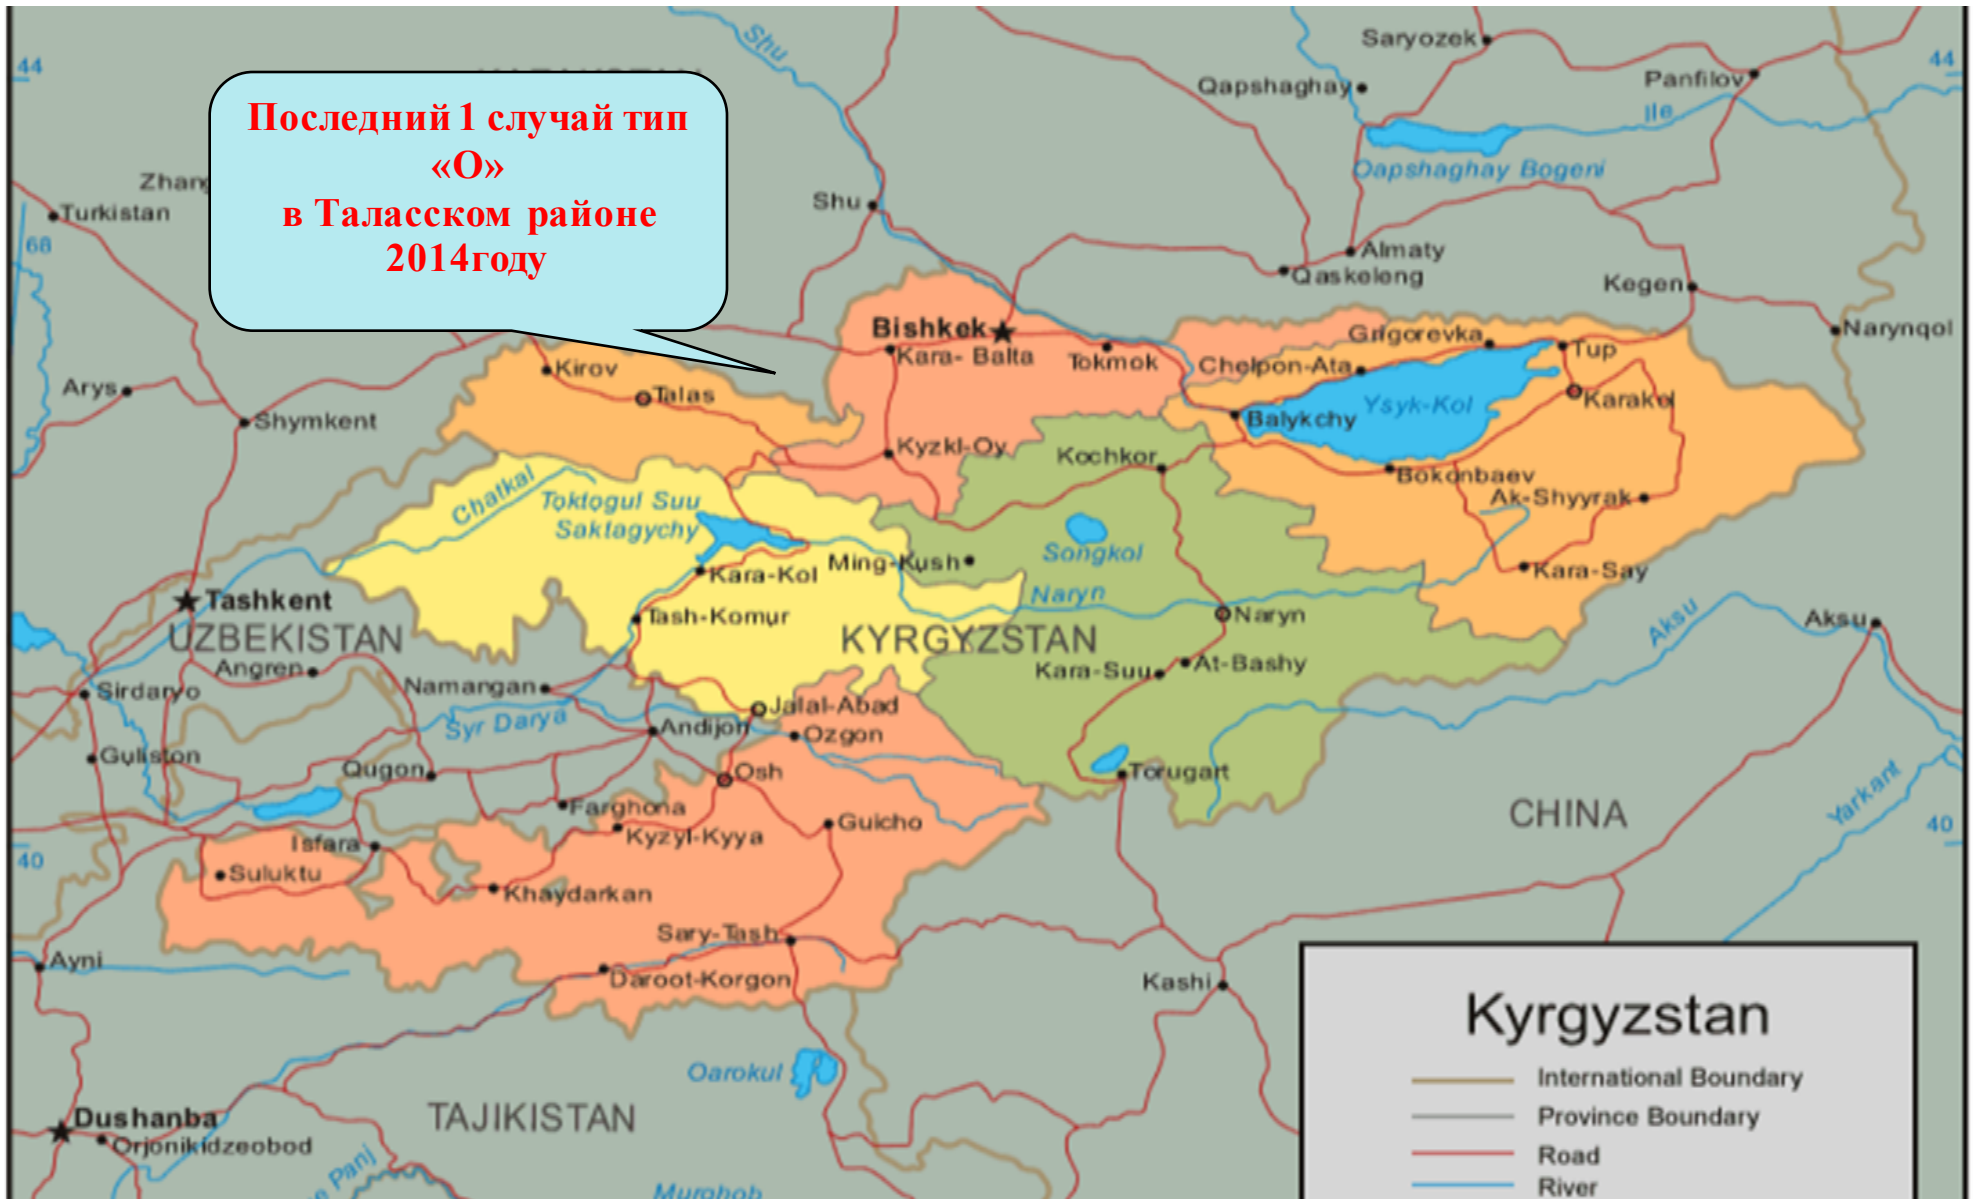 Последний 1 случай тип
«О»
в Таласском районе
2014году
Shu
Saryozek
44
44
Qapshaghay
Panfilov
Ile
Oapshaghay Bogeni
Zhang
Turkistan
Shu
68
Almaty
Qaskeleng
Kegen
Bishkek
Narynqol
Grigorevka
Kara- Balta
Tokmok
Tup
Kirov
Chelpon-Ata
Arys
Talas
Ysyk-Kol
Karakol
Shymkent
Balykchy
Kyzkl-Oy
Kochkor
Bokonbaev
Chatkal
Toktogul Suu
Saktagychy
Ak-Shyyrak
Songkol
Ming-Kush
Kara-Kol
Kara-Say
Tashkent
Naryn
Tash-Komur
Naryn
Aksu
Aksu
UZBEKISTAN
KYRGYZSTAN
Angren
Kara-Suu
At-Bashy
Sirdaryo
Namangan
Jalal-Abad
Syr Darya
Andijon
Ozgon
Guliston
Qugon
Osh
Torugart
Yarkant
Farghona
CHINA
Guicho
40
Kyzyl-Kyya
Isfara
40
Suluktu
Khaydarkan
Sary-Tash
Ayni
Daroot-Korgon
Kashi
Kyrgyzstan
Oarokul
International Boundary
TAJIKISTAN
Province Boundary
Dushanba
Orjonikidzeobod
Road
Panj
River
Murghob